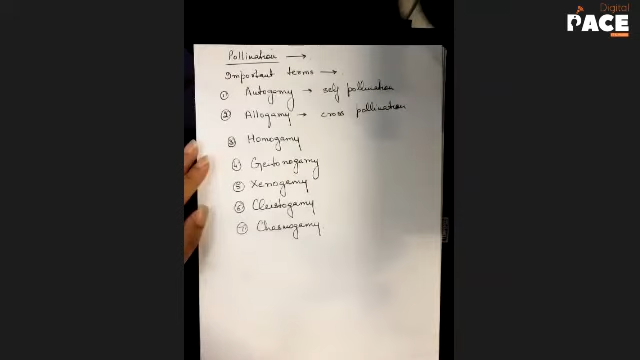 Digital
PACE
Pollination →
Important terms →
① Autogamy → self pollination
② Allogamy → cross pollination
③ Homogamy
④ Geitonogamy
⑤ Xenogamy
⑥ Cleistogamy
⑦ Chasmogamy